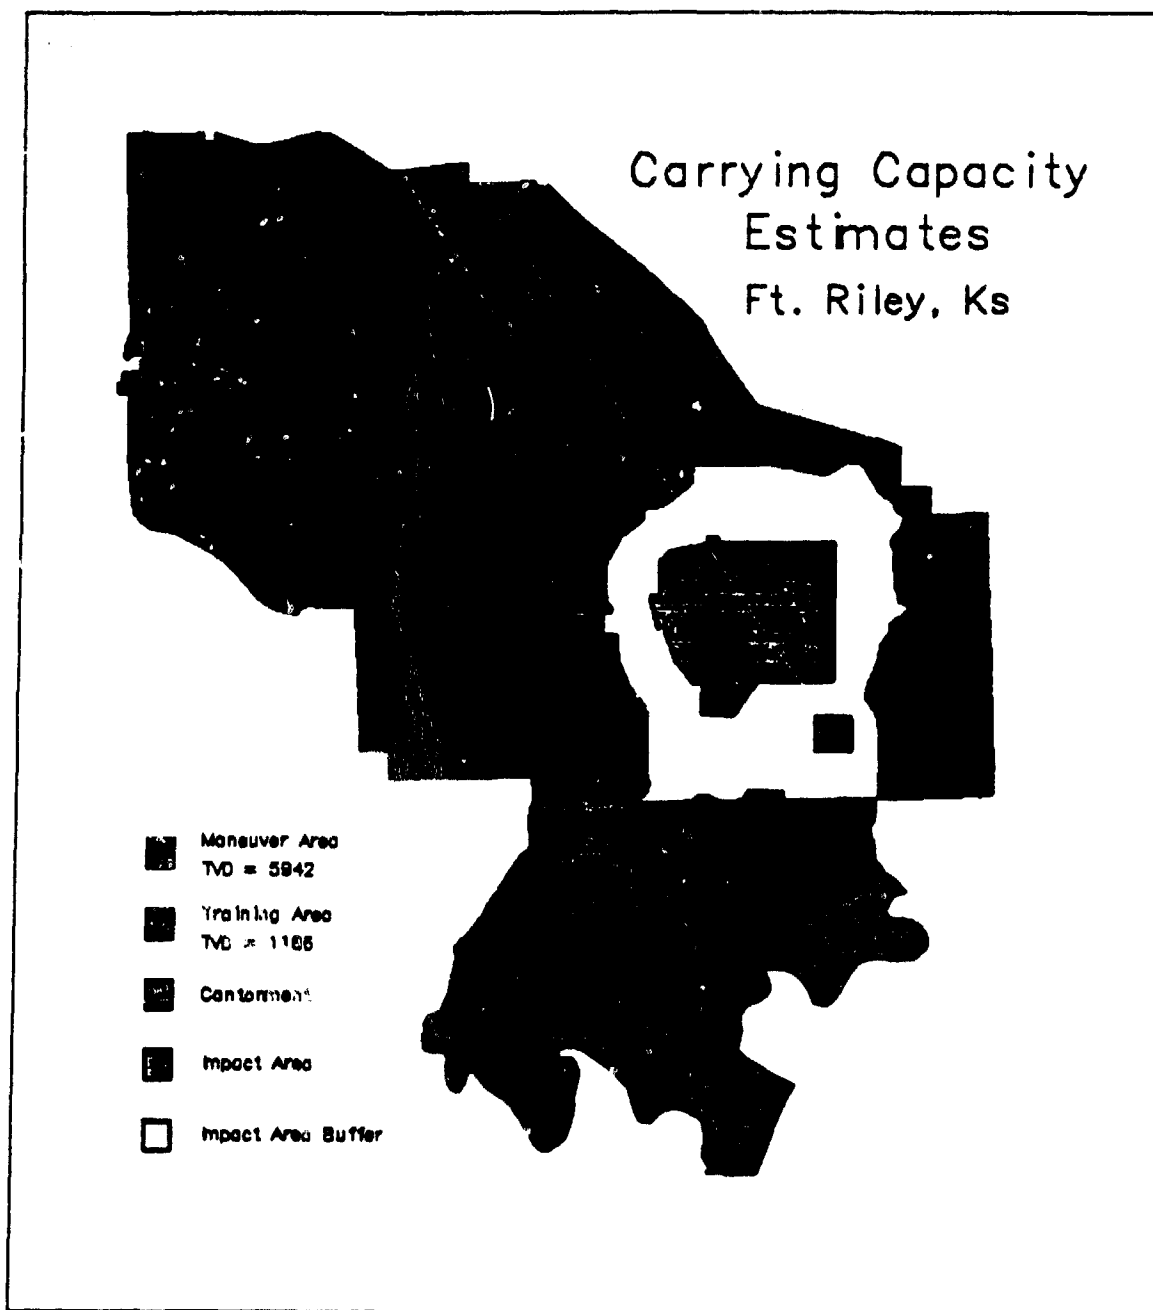 Carrying Capacity
Estimates
Ft. Riley, Ks
Maneuver Area
TVD = 5942
Training Area
TVD = 1166
Cantonment
Impact Area
Impact Area Buffer